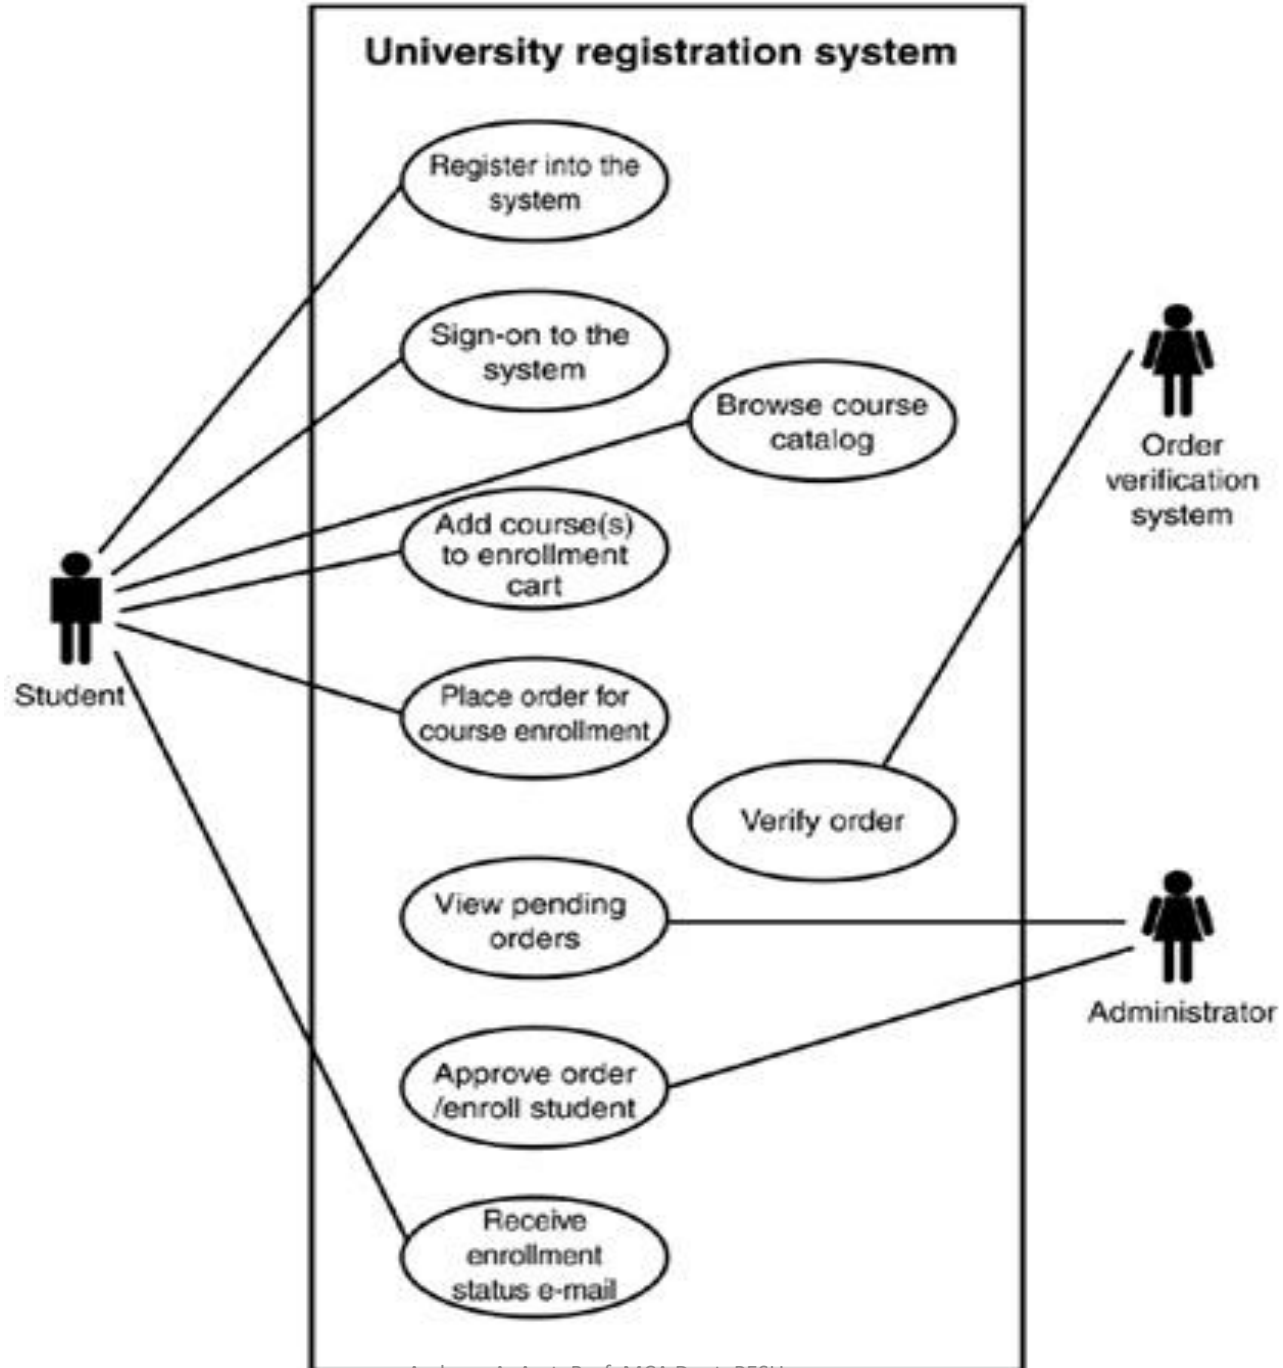 University registration system
Register into the
system
Sign-on to the
system
Browse course
catalog
Order
verification
system
Add course(s)
to enrollment
cart
Student
Place order for
course enrollment
Verify order
View pending
orders
Administrator
Approve order
/enroll student
Receive
enrollment
status e-mail